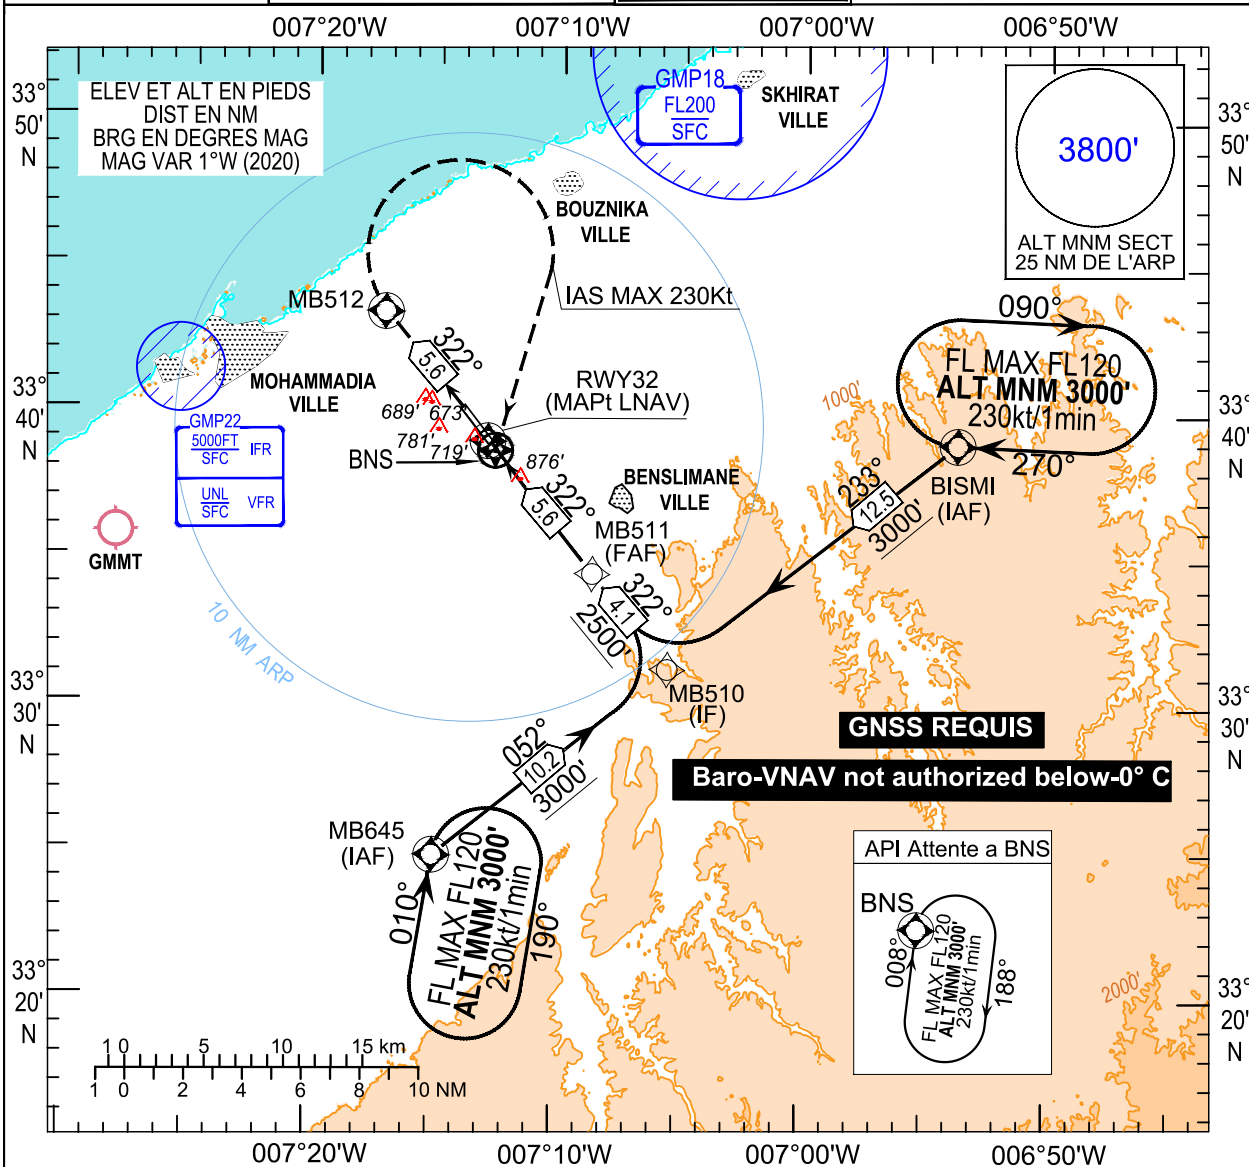 007°20'W
007°10'W
007°00'W
006°50'W
ELEV ET ALT EN PIEDS
DIST EN NM
BRG EN DEGRES MAG
MAG VAR 1°W (2020)
33°
50'
N
GMP18
FL200
SFC
SKHIRAT
VILLE
3800'
ALT MNM SECT
25 NM DE L'ARP
33°
50'
N
BOUZNIKA
VILLE
MB512
IAS MAX 230Kt
090°
FL MAX FL120
ALT MNM 3000'
230kt/1min
270°
322°
5.6
RWY32
(MAPt LNAV)
MOHAMMADIA
VILLE
1000'
33°
40'
N
33°
40'
N
689'
673'
781'
719'
876'
GMP22
5000FT
SFC
IFR
UNL
SFC
VFR
BNS
BENSLIMANE
VILLE
322°
5.6
MB511
(FAF)
233°
12.5
3000'
BISMI
(IAF)
GMMT
322°
4.1
2500'
10 NM ARP
33°
30'
N
MB510
(IF)
33°
30'
N
GNSS REQUIS
Baro-VNAV not authorized below-0° C
052°
10.2
3000'
MB645
(IAF)
010°
FL MAX FL120
ALT MNM 3000'
230kt/1min
190°
API Attente a BNS
BNS
008°
FL MAX FL120
ALT MNM 3000'
230kt/1min
188°
2000'
33°
20'
N
33°
20'
N
1 0 5 10 15 km
1 0 2 4 6 8 10 NM
007°20'W
007°10'W
007°00'W
006°50'W